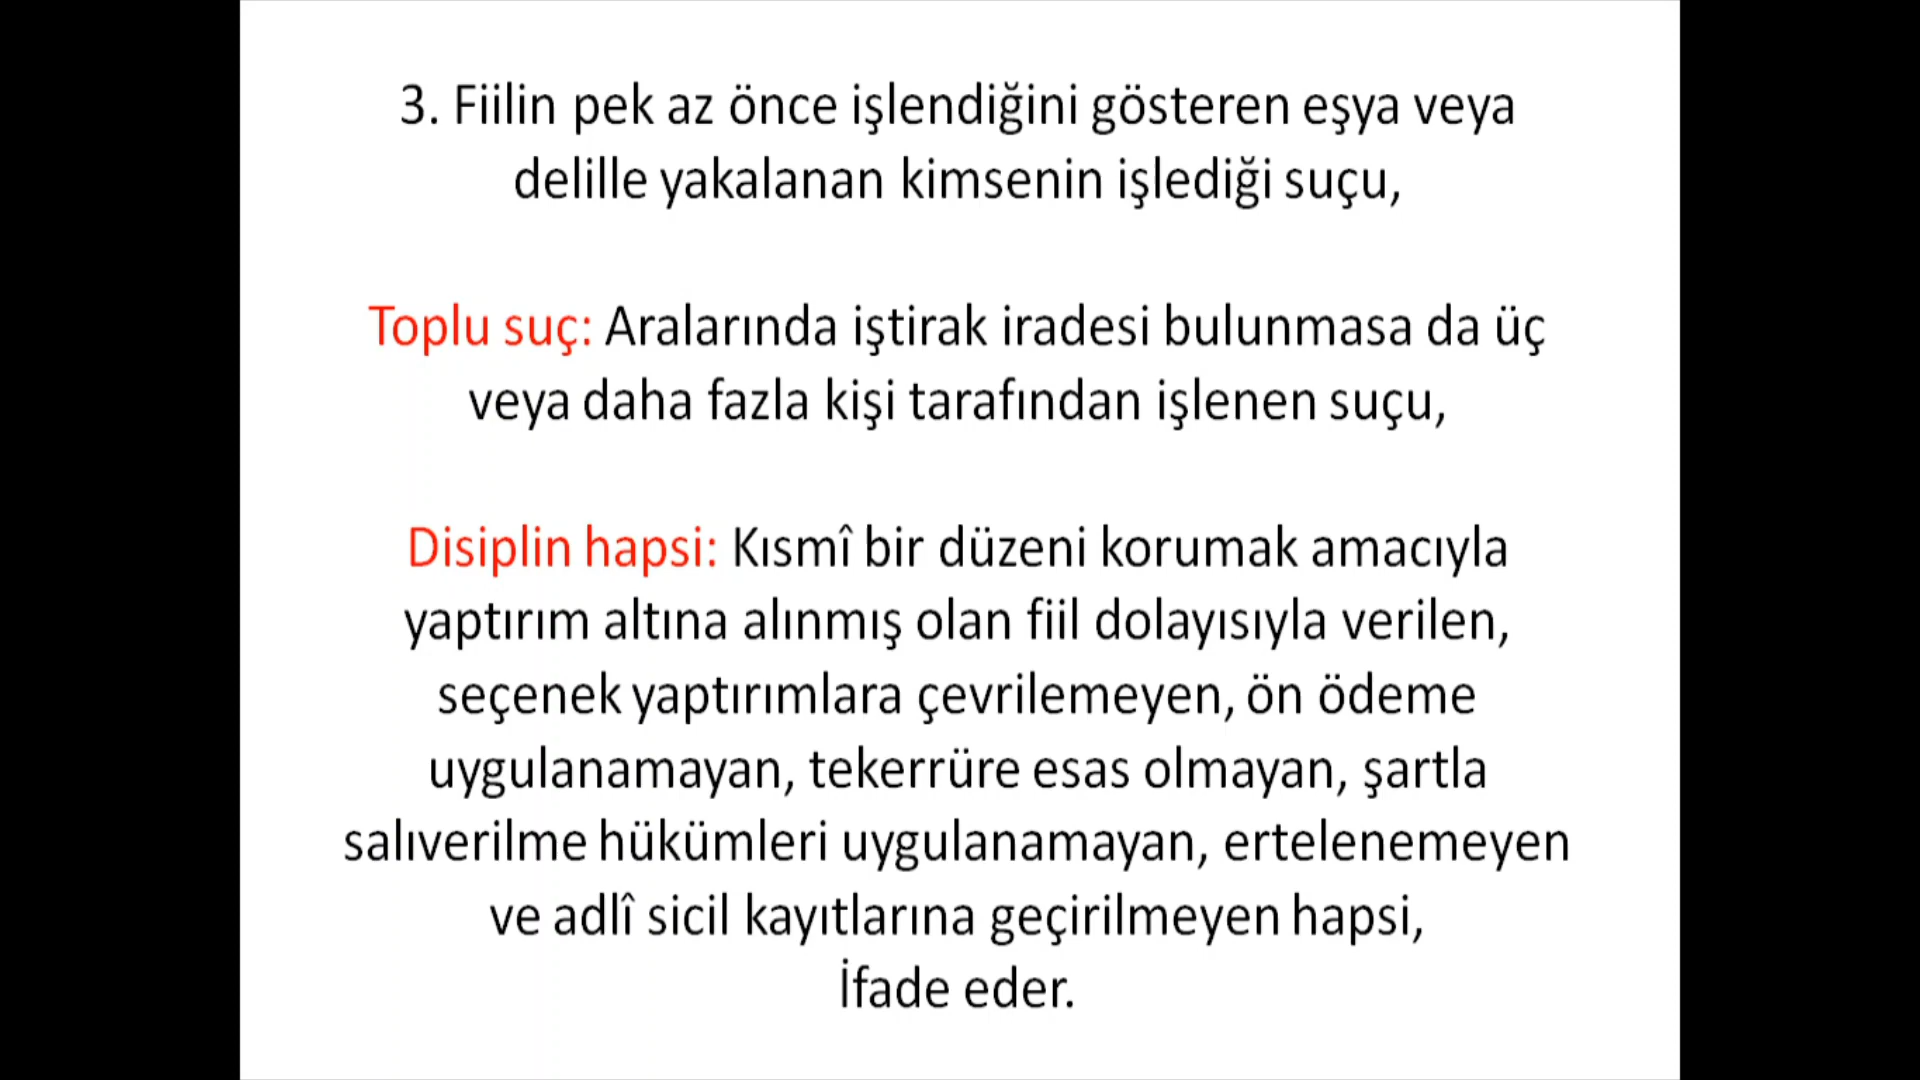 3. Fiilin pek az önce işlendiğini gösteren eşya veya
delille yakalanan kimsenin işlediği suçu,
Toplu suç: Aralarında iştirak iradesi bulunmasa da üç
veya daha fazla kişi tarafından işlenen suçu,
Disiplin hapsi: Kısmî bir düzeni korumak amacıyla
yaptırım altına alınmış olan fiil dolayısıyla verilen,
seçenek yaptırımlara çevrilemeyen, ön ödeme
uygulanamayan, tekerrüre esas olmayan, şartla
salıverilme hükümleri uygulanamayan, ertelenemeyen
ve adlî sicil kayıtlarına geçirilmeyen hapsi,
İfade eder.